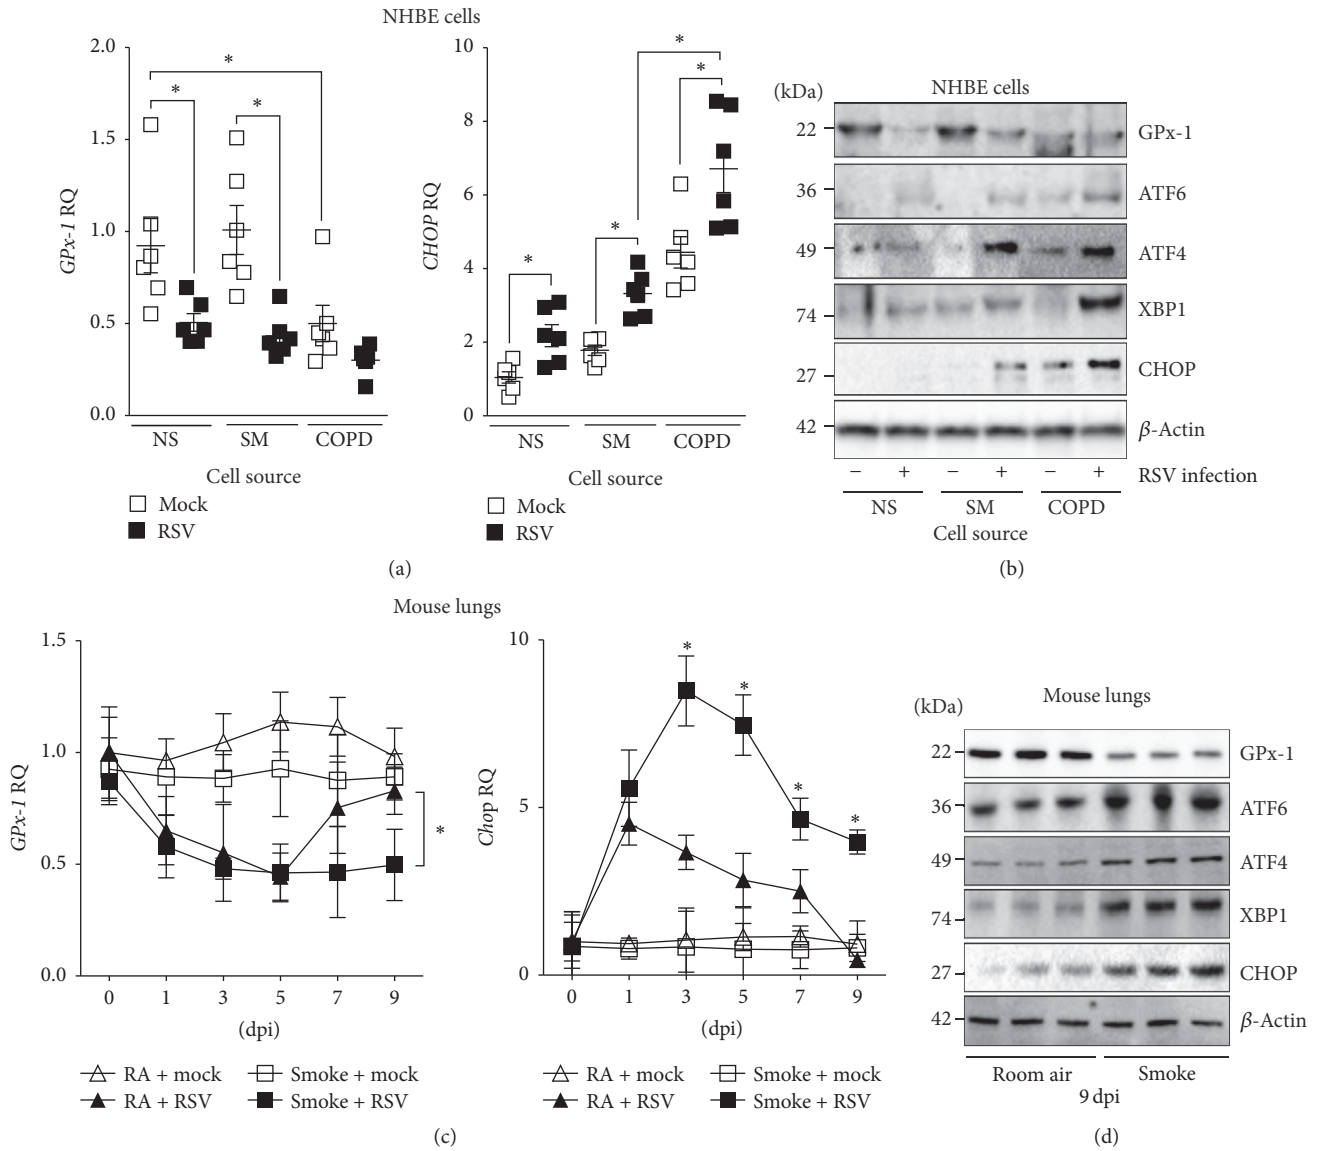 NHBE cells
2.0
1.5
1.0
0.5
0.0
GPx-1 RQ
* * *
NS SM COPD
Cell source
Mock
RSV
10
8
6
4
2
0
CHOP RQ
* * * *
NS SM COPD
Cell source
Mock
RSV
(a)
(kDa) NHBE cells
22 GPx-1
36 ATF6
49 ATF4
74 XBP1
27 CHOP
42 β-Actin
− + − + − + RSV infection
NS SM COPD
Cell source
(b)
Mouse lungs
1.5
1.0
0.5
0.0
GPx-1 RQ
*
0 1 3 5 7 9
(dpi)
RA + mock Smoke + mock
RA + RSV Smoke + RSV
10
5
0
Chop RQ
* * * *
0 1 3 5 7 9
(dpi)
RA + mock Smoke + mock
RA + RSV Smoke + RSV
(c)
Mouse lungs
(kDa)
22 GPx-1
36 ATF6
49 ATF4
74 XBP1
27 CHOP
42 β-Actin
Room air Smoke
9 dpi
(d)